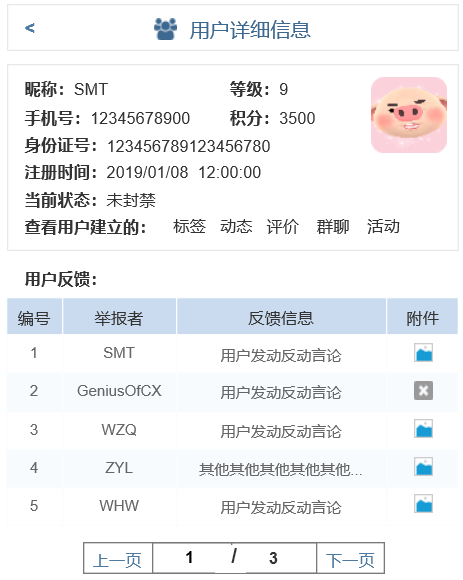 < 用户详细信息
昵称：SMT 等级：9
手机号：12345678900 积分：3500
身份证号：123456789123456780
注册时间：2019/01/08 12:00:00
当前状态：未封禁
查看用户建立的： 标签 动态 评价 群聊 活动
用户反馈：
编号 举报者 反馈信息 附件
1 SMT 用户发动反动言论
2 GeniusOfCX 用户发动反动言论
3 WZQ 用户发动反动言论
4 ZYL 其他其他其他其他其他...
5 WHW 用户发动反动言论
上一页 1 / 3 下一页